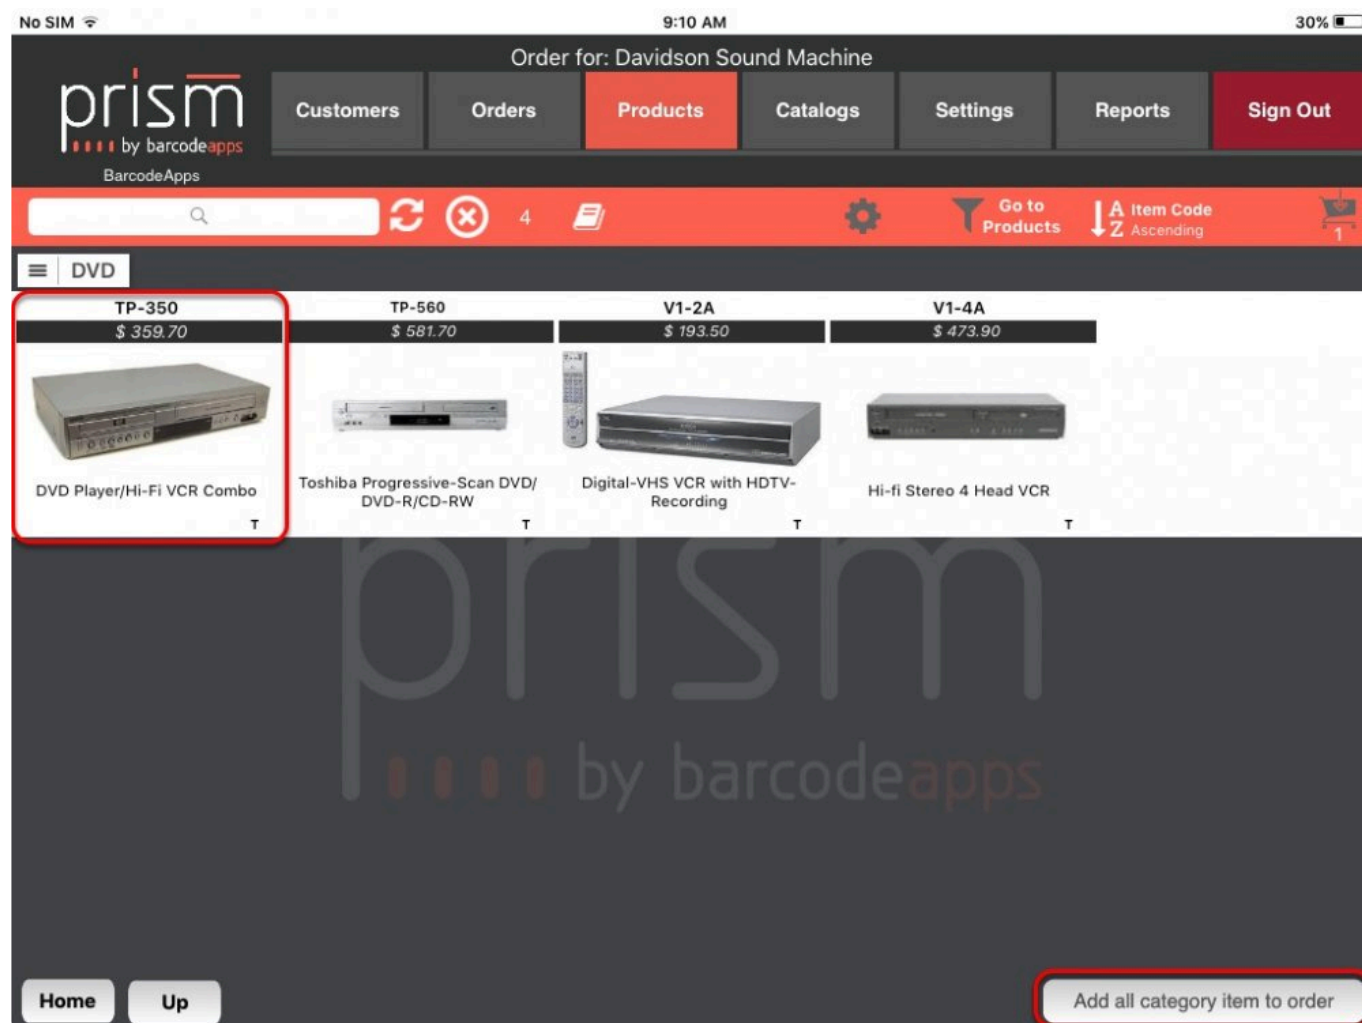 No SIM 9:10 AM 30%
Order for: Davidson Sound Machine
prism
by barcodeapps
BarcodeApps
Customers Orders Products Catalogs Settings Reports Sign Out
4 Go to Products A Z Item Code Ascending 1
DVD
TP-350 TP-560 V1-2A V1-4A
$ 359.70 $ 581.70 $ 193.50 $ 473.90
DVD Player/Hi-Fi VCR Combo
Toshiba Progressive-Scan DVD/
DVD-R/CD-RW
Digital-VHS VCR with HDTV-
Recording
Hi-fi Stereo 4 Head VCR
T T T T
prism
by barcodeapps
Home Up Add all category item to order